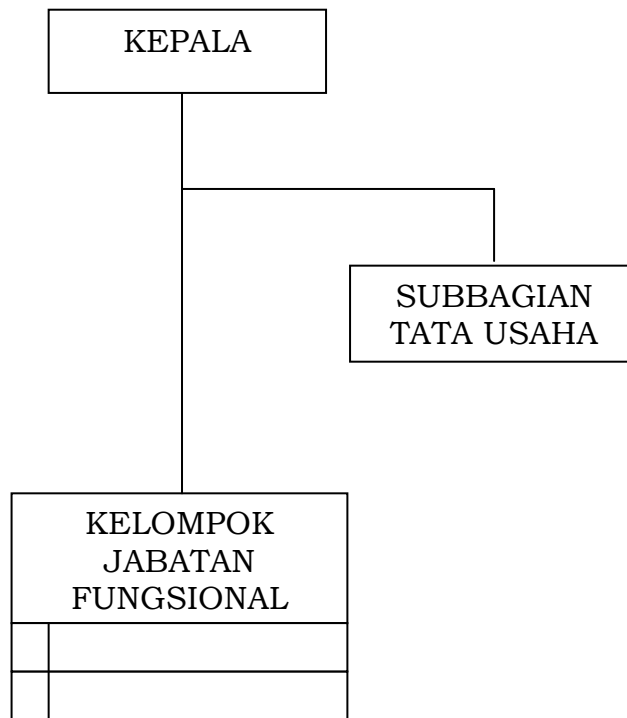 KEPALA
SUBBAGIAN
TATA USAHA
KELOMPOK
JABATAN
FUNGSIONAL